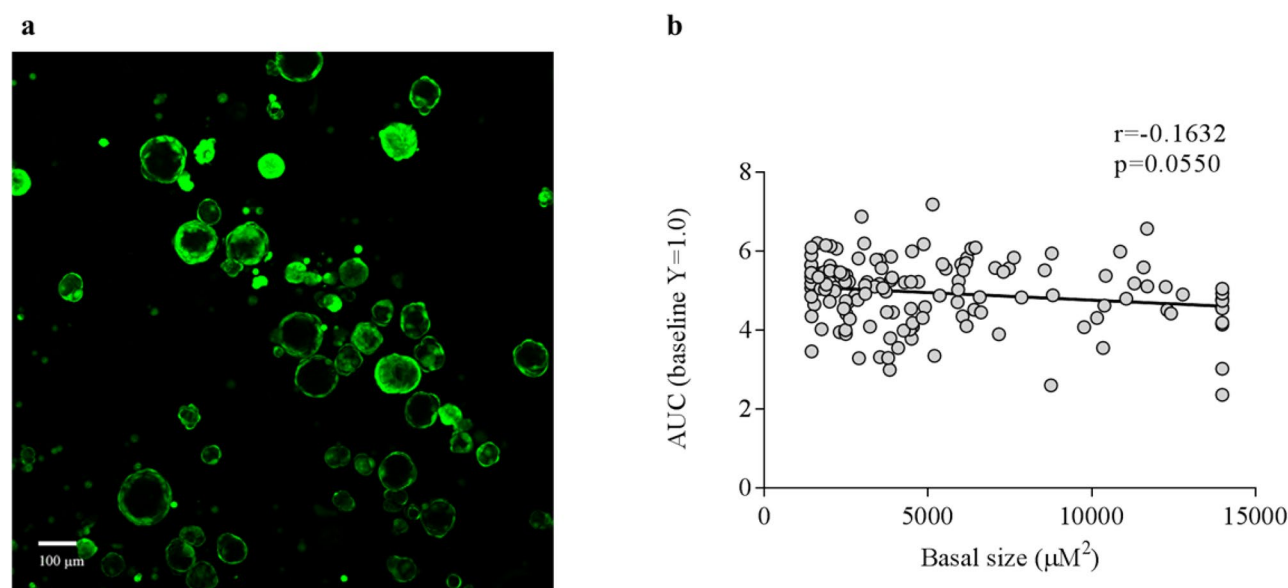 a
b
100 µm
r=-0.1632
p=0.0550
8
6
4
2
0
AUC (baseline Y=1.0)
0
5000
10000
15000
Basal size (µM²)